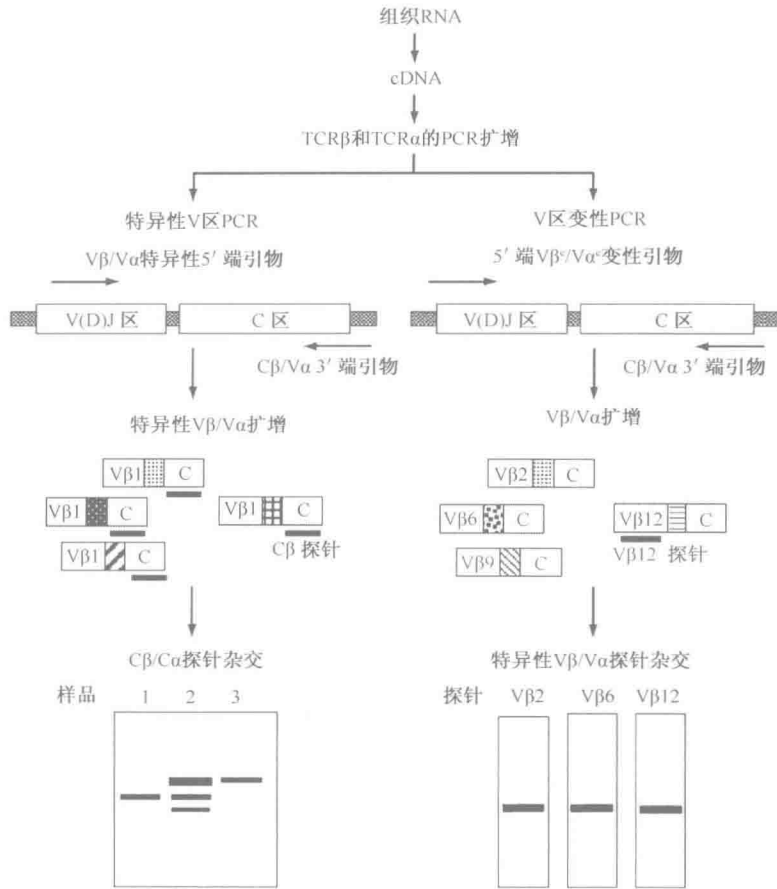 组织RNA
cDNA
TCRβ和TCRα的PCR扩增
特异性V区PCR
Vβ/Vα特异性5′ 端引物
V(D)J 区
C 区
Cβ/Vα 3′ 端引物
特异性Vβ/Vα扩增
Vβ1 C
Vβ1 C
Vβ1 C
Cβ 探针
Vβ1 C
Cβ/Cα探针杂交
样品 1 2 3
V区变性PCR
5′ 端Vβᶜ/Vαᶜ变性引物
V(D)J 区
C 区
Cβ/Vα 3′ 端引物
Vβ/Vα扩增
Vβ2 C
Vβ6 C
Vβ12 C
Vβ12 探针
Vβ9 C
特异性Vβ/Vα探针杂交
探针 Vβ2 Vβ6 Vβ12